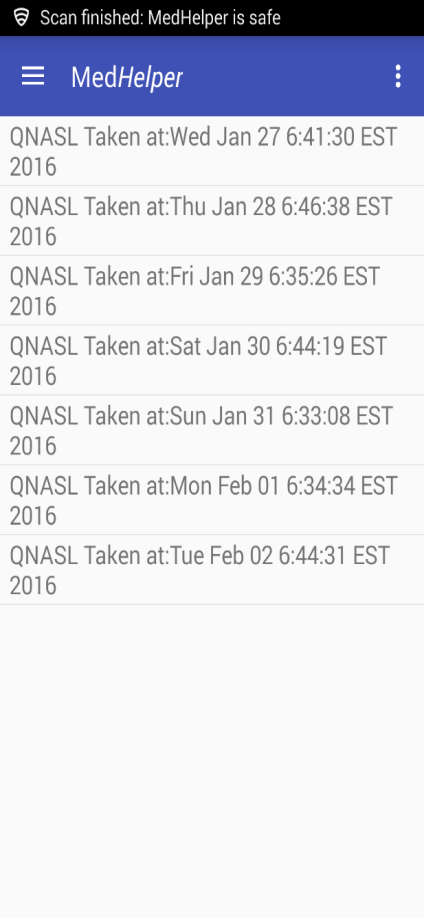 Scan finished: MedHelper is safe
MedHelper
QNASL Taken at:Wed Jan 27 6:41:30 EST
2016
QNASL Taken at:Thu Jan 28 6:46:38 EST
2016
QNASL Taken at:Fri Jan 29 6:35:26 EST
2016
QNASL Taken at:Sat Jan 30 6:44:19 EST
2016
QNASL Taken at:Sun Jan 31 6:33:08 EST
2016
QNASL Taken at:Mon Feb 01 6:34:34 EST
2016
QNASL Taken at:Tue Feb 02 6:44:31 EST
2016